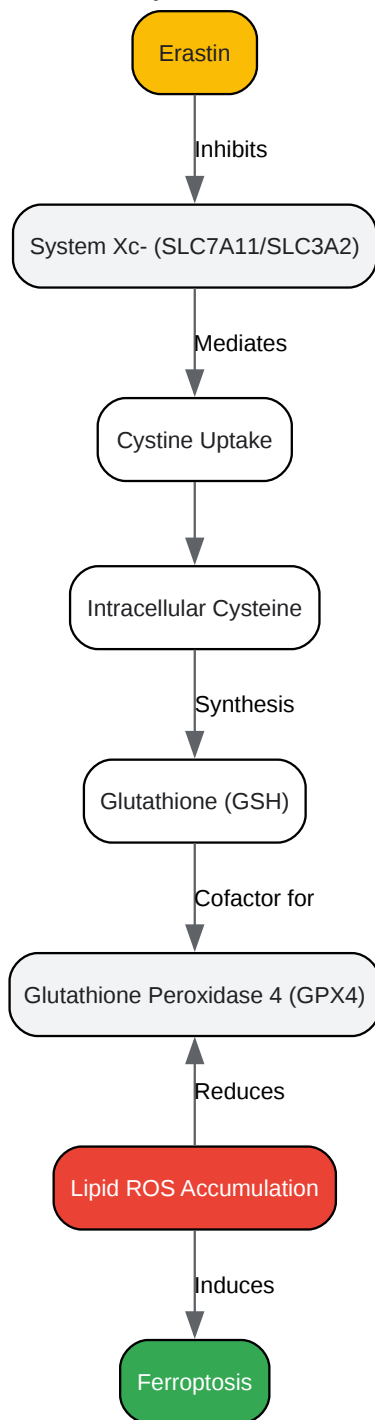 Erastin
Inhibits
System Xc- (SLC7A11/SLC3A2)
Mediates
Cystine Uptake
Intracellular Cysteine
Synthesis
Glutathione (GSH)
Cofactor for
Glutathione Peroxidase 4 (GPX4)
Reduces
Lipid ROS Accumulation
Induces
Ferroptosis